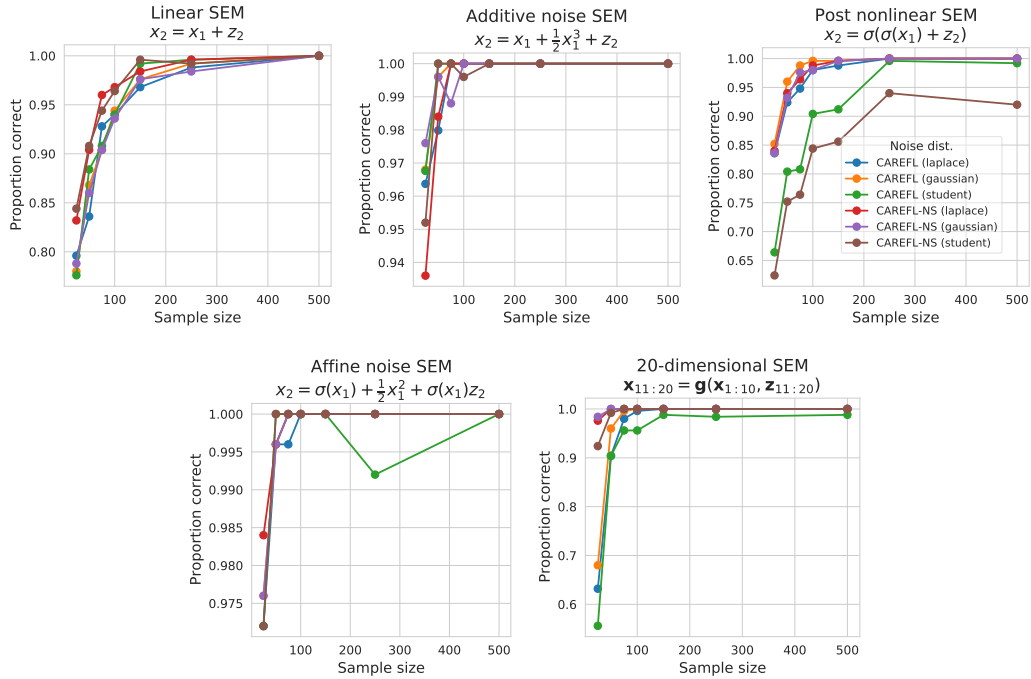 Linear SEM
x₂ = x₁ + z₂
Proportion correct
1.00
0.95
0.90
0.85
0.80
100
200
300
400
500
Sample size
Additive noise SEM
x₂ = x₁ + ½x₁³ + z₂
Proportion correct
1.00
0.99
0.98
0.97
0.96
0.95
0.94
100
200
300
400
500
Sample size
Post nonlinear SEM
x₂ = σ(σ(x₁) + z₂)
Proportion correct
1.00
0.95
0.90
0.85
0.80
0.75
0.70
0.65
Noise dist.
CAREFL (laplace)
CAREFL (gaussian)
CAREFL (student)
CAREFL-NS (laplace)
CAREFL-NS (gaussian)
CAREFL-NS (student)
100
200
300
400
500
Sample size
Affine noise SEM
x₂ = σ(x₁) + ½x₁² + σ(x₁)z₂
Proportion correct
1.000
0.995
0.990
0.985
0.980
0.975
100
200
300
400
500
Sample size
20-dimensional SEM
x₁₁:₂₀ = g(x₁:₁₀, z₁₁:₂₀)
Proportion correct
1.0
0.9
0.8
0.7
0.6
100
200
300
400
500
Sample size